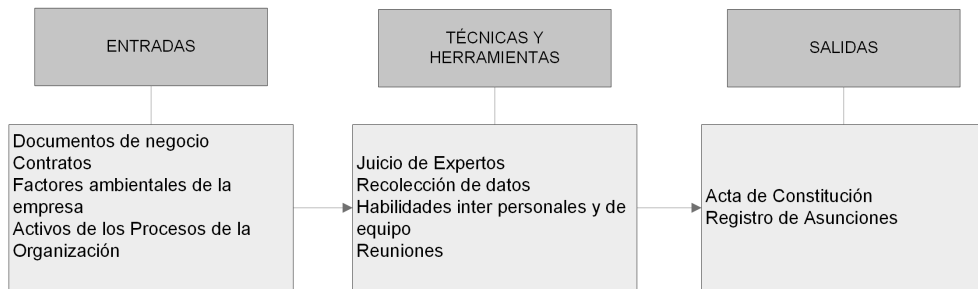 ENTRADAS
TÉCNICAS Y
HERRAMIENTAS
SALIDAS
Documentos de negocio
Contratos
Factores ambientales de la
empresa
Activos de los Procesos de la
Organización
Juicio de Expertos
Recolección de datos
Habilidades inter personales y de
equipo
Reuniones
Acta de Constitución
Registro de Asunciones